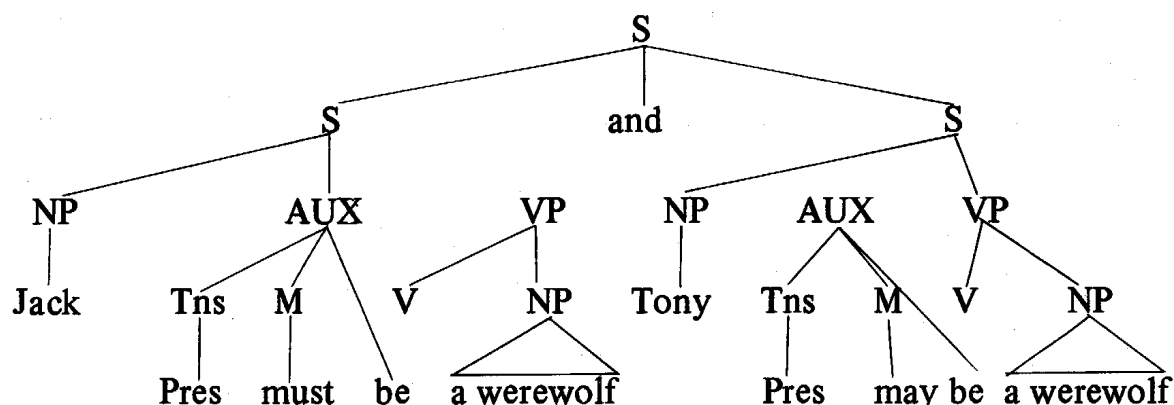 S
S and S
NP AUX VP NP AUX VP
Jack Tns M V NP Tony Tns M V NP
Pres must be a werewolf Pres may be a werewolf